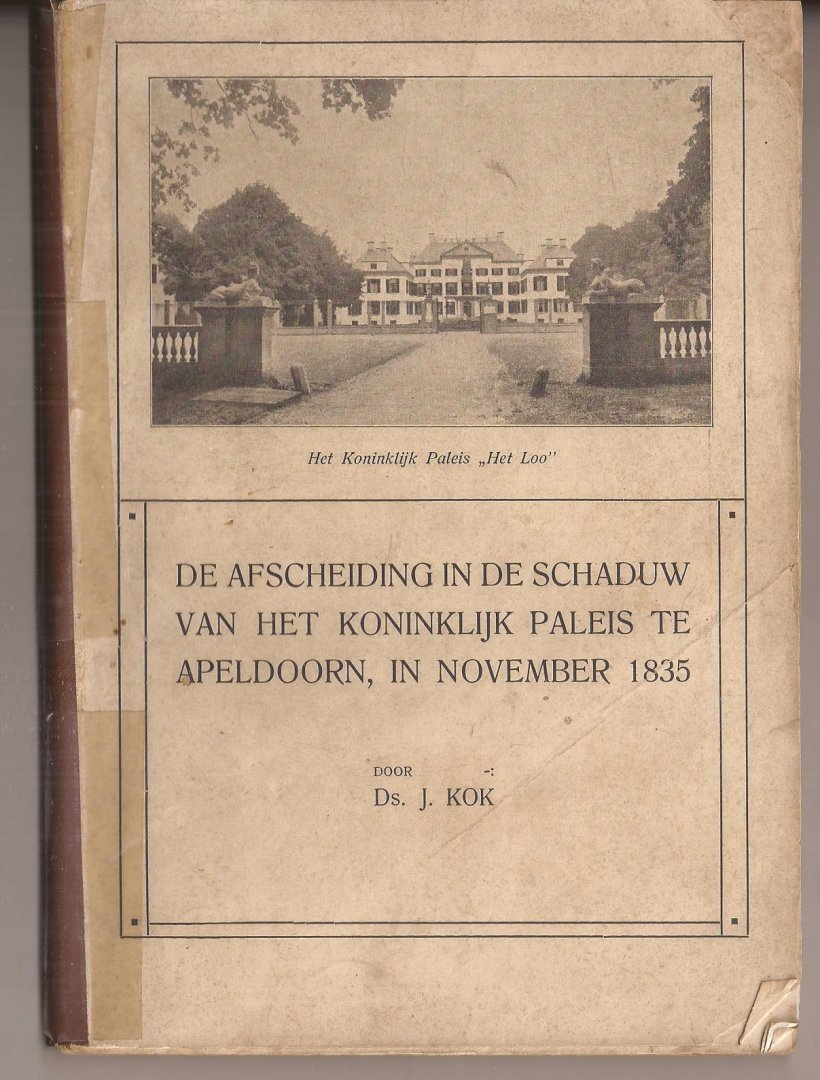 Het Koninklijk Paleis „Het Loo”
DE AFSCHEIDING IN DE SCHADUW
VAN HET KONINKLIJK PALEIS TE
APELDOORN, IN NOVEMBER 1835
DOOR -:
Ds. J. KOK